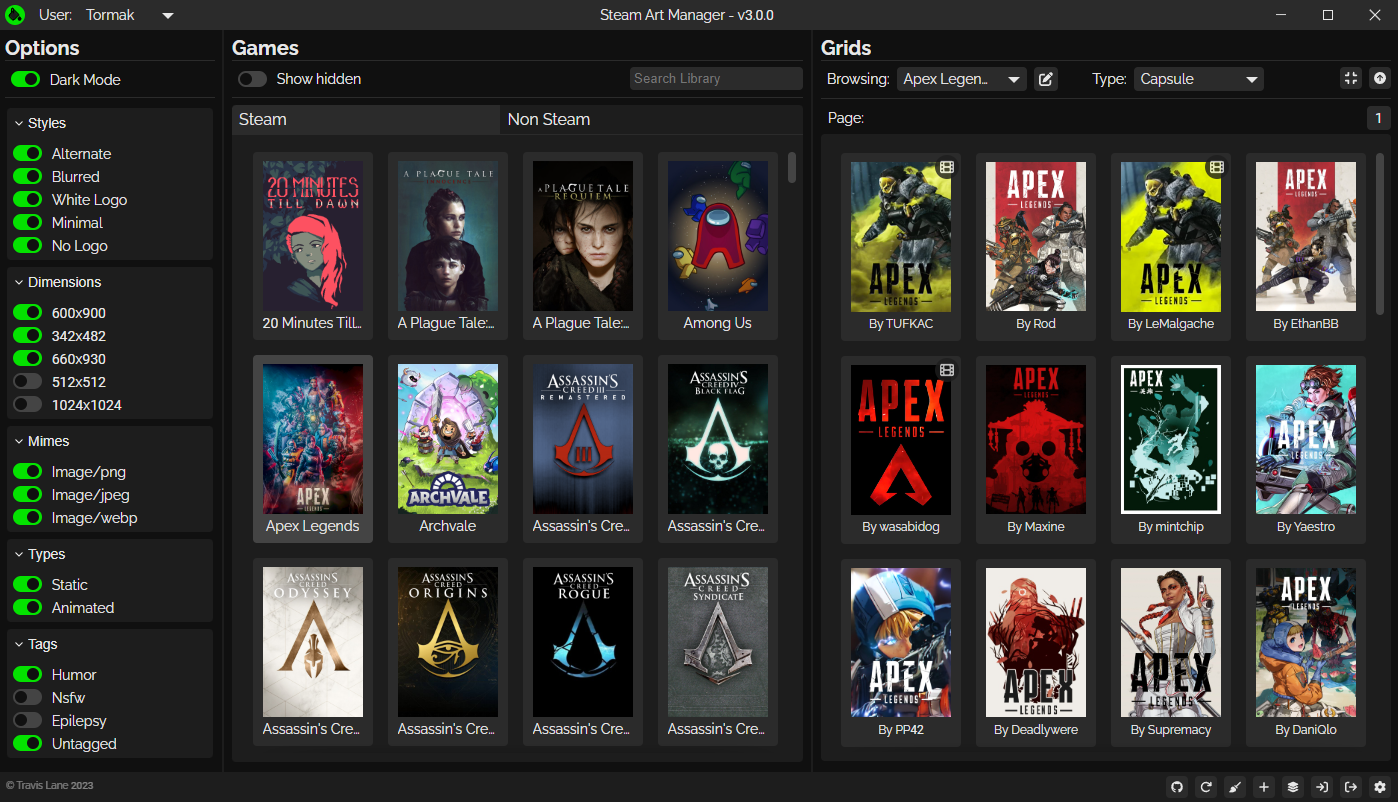 User: Tormak
Steam Art Manager - v3.0.0
Options
Dark Mode
Styles
Alternate
Blurred
White Logo
Minimal
No Logo
Dimensions
600x900
342x482
660x930
512x512
1024x1024
Mimes
Image/png
Image/jpeg
Image/webp
Types
Static
Animated
Tags
Humor
Nsfw
Epilepsy
Untagged
Games
Show hidden
Search Library
Steam
Non Steam
20 MINUTES
TILL DAWN
20 Minutes Till...
A PLAGUE TALE
A Plague Tale:...
A PLAGUE TALE
REQUIEM
A Plague Tale:...
Among Us
APEX
LEGENDS
Apex Legends
ARCHVALE
Archvale
ASSASSIN'S
CREED III
REMASTERED
Assassin's Cre...
ASSASSIN'S
CREED IV
BLACK FLAG
Assassin's Cre...
ASSASSIN'S
CREED
ODYSSEY
Assassin's Cre...
ASSASSIN'S
CREED
ORIGINS
Assassin's Cre...
ASSASSIN'S
CREED
ROGUE
Assassin's Cre...
ASSASSIN'S
CREED
SYNDICATE
Assassin's Cre...
Grids
Browsing: Apex Legen...
Type: Capsule
Page:
1
APEX
LEGENDS
By TUFKAC
APEX
LEGENDS
By Rod
APEX
LEGENDS
By LeMalgache
APEX
LEGENDS
By EthanBB
APEX
LEGENDS
By wasabidog
APEX
LEGENDS
By Maxine
APEX
By mintchip
APEX
LEGENDS
By Yaestro
APEX
LEGENDS
By PP42
APEX
LEGENDS
By Deadlywere
APEX
LEGENDS
By Supremacy
APEX
LEGENDS
By DaniQlo
© Travis Lane 2023